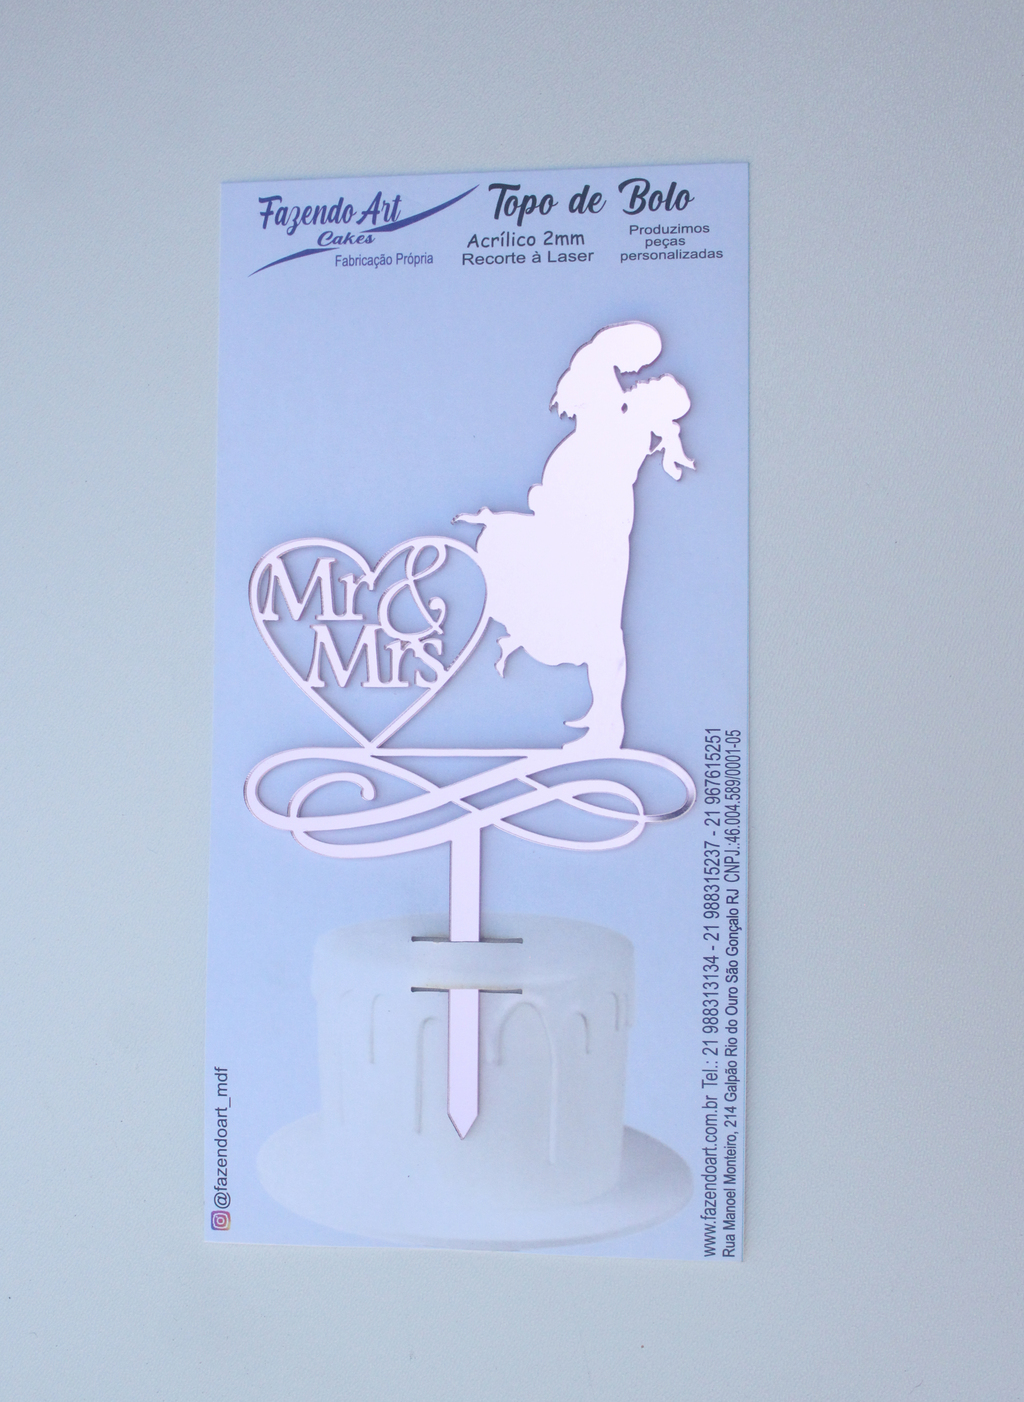 Fazendo Art
Cakes
Fabricação Própria
Topo de Bolo
Acrílico 2mm
Recorte à Laser
Produzimos
peças
personalizadas
Mr &
Mrs
@fazendoart_mdf
www.fazendoart.com.br Tel.: 21 988313134 - 21 988315237 - 21 967615251
Rua Manoel Monteiro, 214 Galpão Rio do Ouro São Gonçalo RJ CNPJ.:46.004.589/0001-05